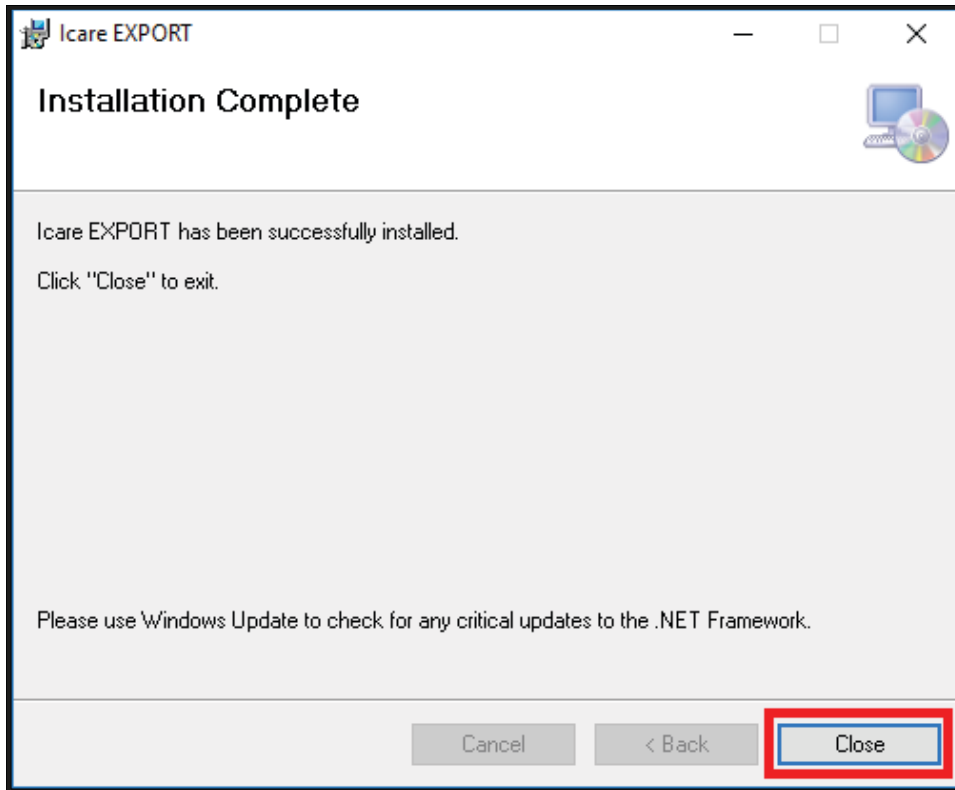 Icare EXPORT
Installation Complete
Icare EXPORT has been successfully installed.
Click "Close" to exit.
Please use Windows Update to check for any critical updates to the .NET Framework.
Cancel
< Back
Close